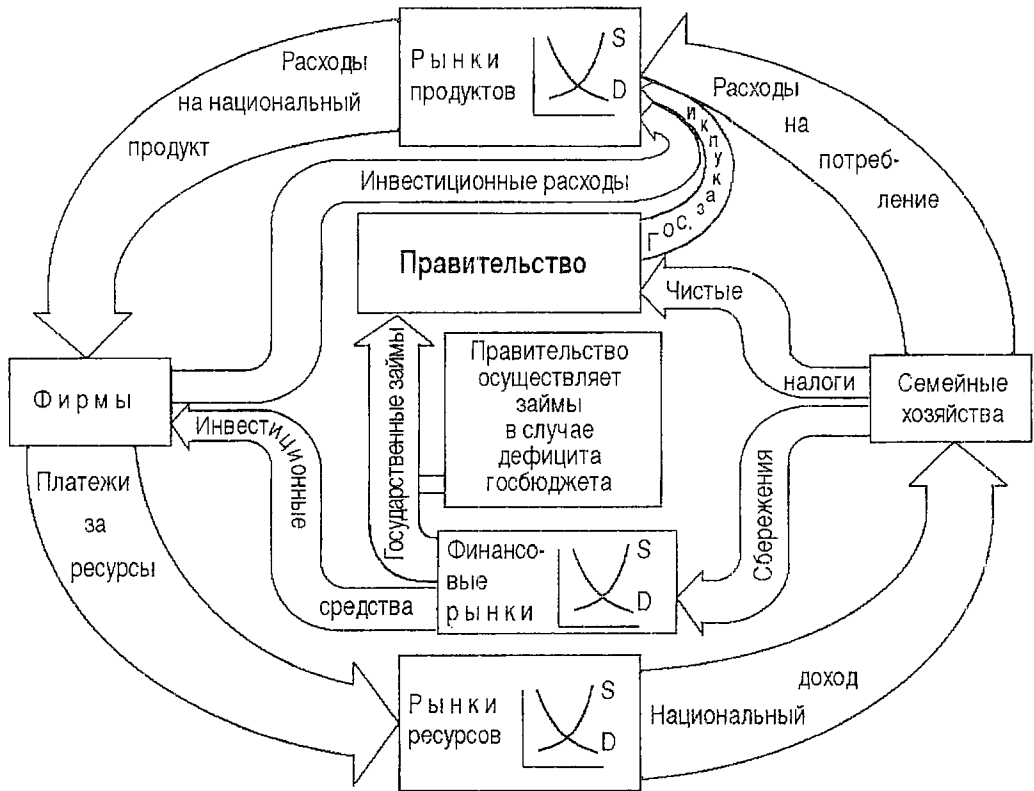 Рынки
продуктов
S
D
Расходы
на национальный
продукт
Расходы
на
потреб-
ление
Инвестиционные расходы
Гос. закупки
Правительство
Чистые
налоги
Государственные займы
Правительство
осуществляет
займы
в случае
дефицита
госбюджета
Фирмы
Семейные
хозяйства
Инвестиционные
средства
Сбережения
Платежи
за
ресурсы
Финансо-
вые
рынки
S
D
Рынки
ресурсов
S
D
доход
Национальный